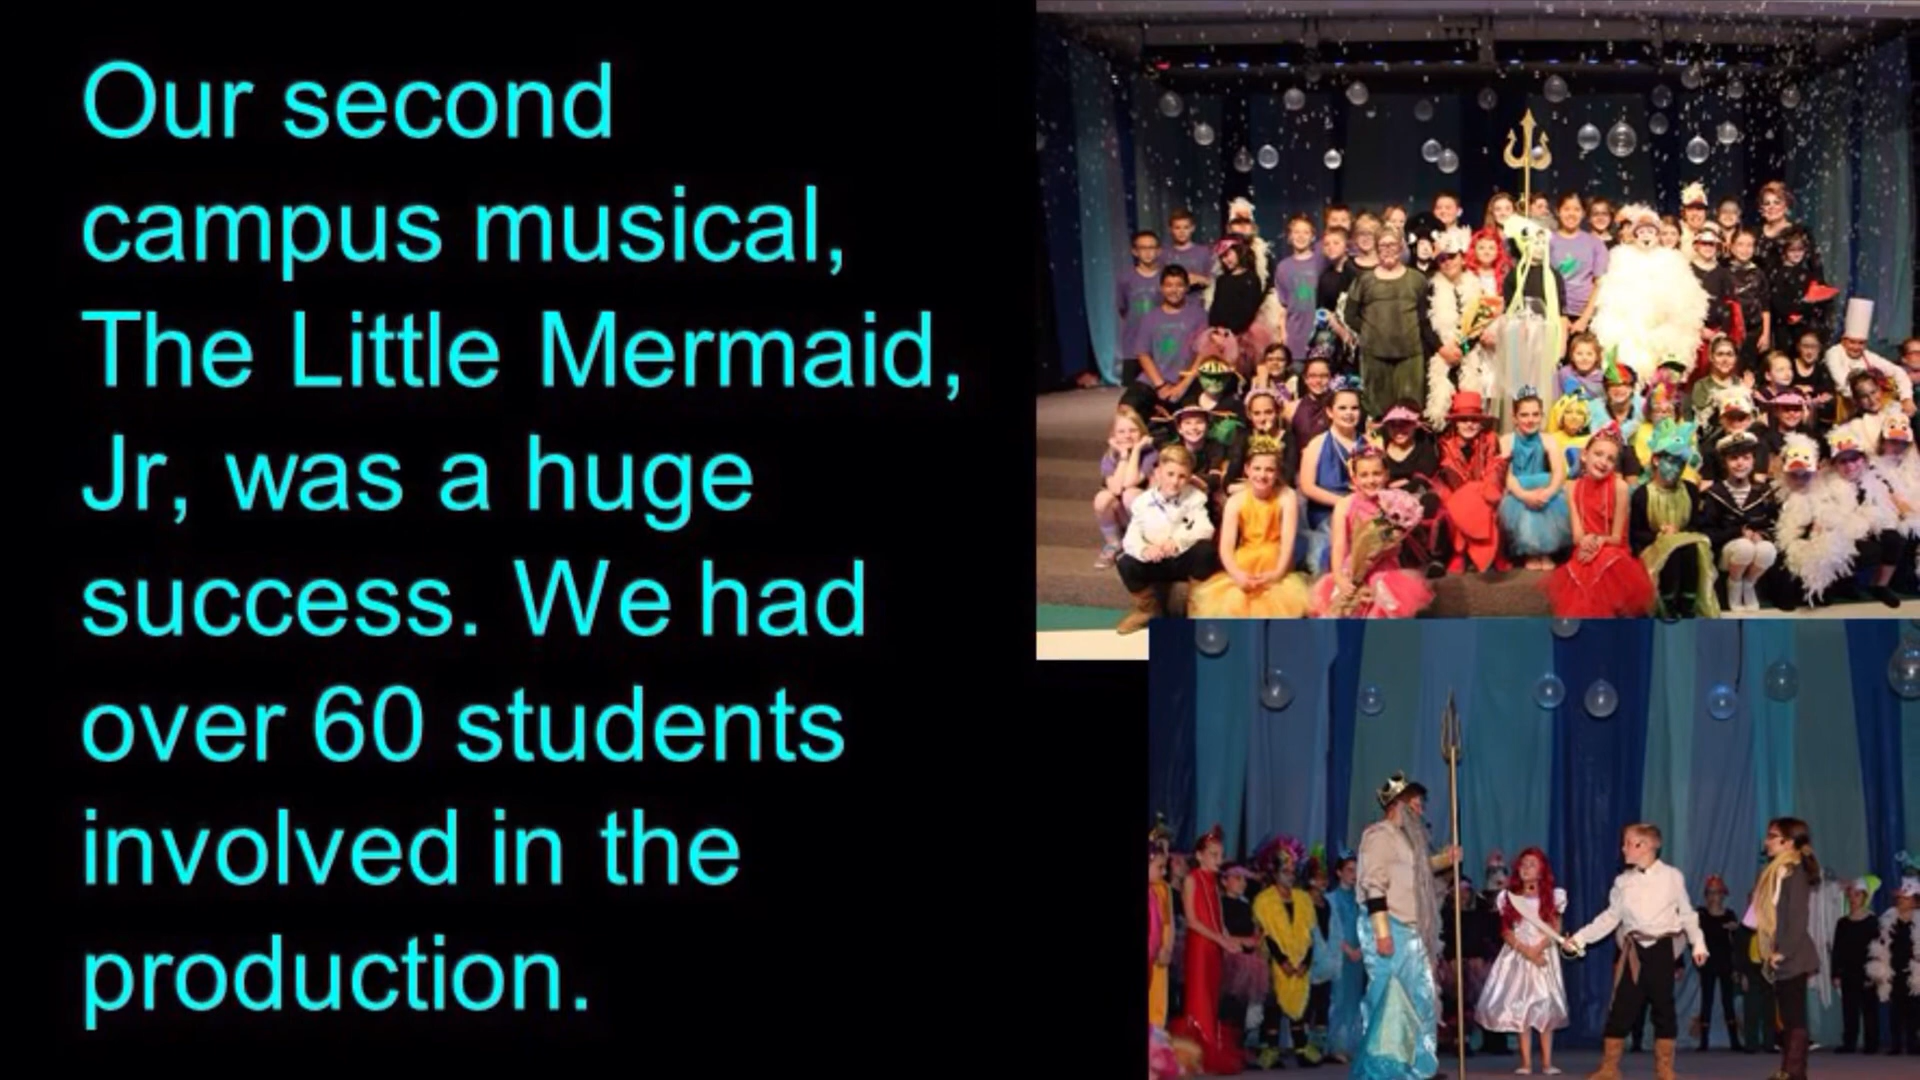 Our second
campus musical,
The Little Mermaid,
Jr, was a huge
success. We had
over 60 students
involved in the
production.